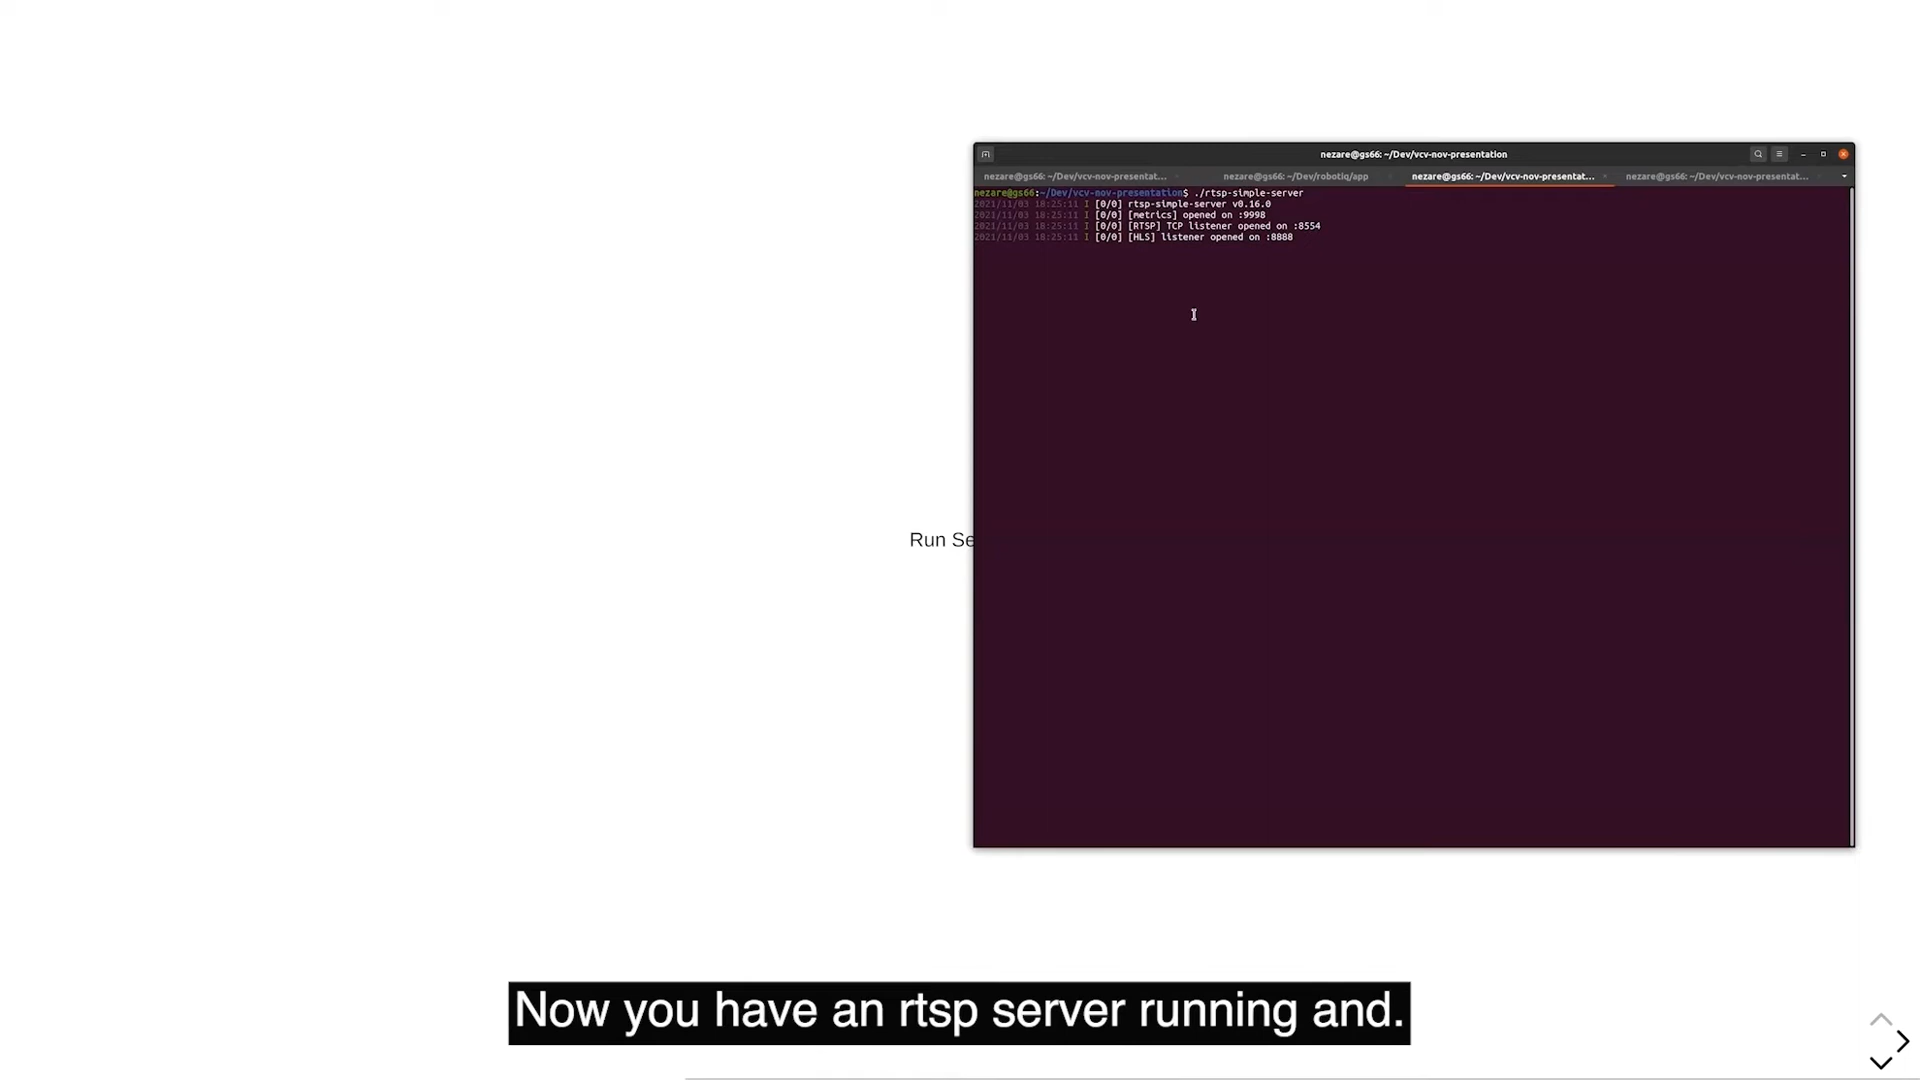 nezare@gs66: ~/Dev/vcv-nov-presentation
nezare@gs66: ~/Dev/vcv-nov-presentat...
nezare@gs66: ~/Dev/robotiq/app
nezare@gs66: ~/Dev/vcv-nov-presentat...
nezare@gs66: ~/Dev/vcv-nov-presentat...
nezare@gs66:~/Dev/vcv-nov-presentation$ ./rtsp-simple-server
2021/11/03 18:25:11 I [0/0] rtsp-simple-server v0.16.0
2021/11/03 18:25:11 I [0/0] [metrics] opened on :9998
2021/11/03 18:25:11 I [0/0] [RTSP] TCP listener opened on :8554
2021/11/03 18:25:11 I [0/0] [HLS] listener opened on :8888
Run Se
Now you have an rtsp server running and.